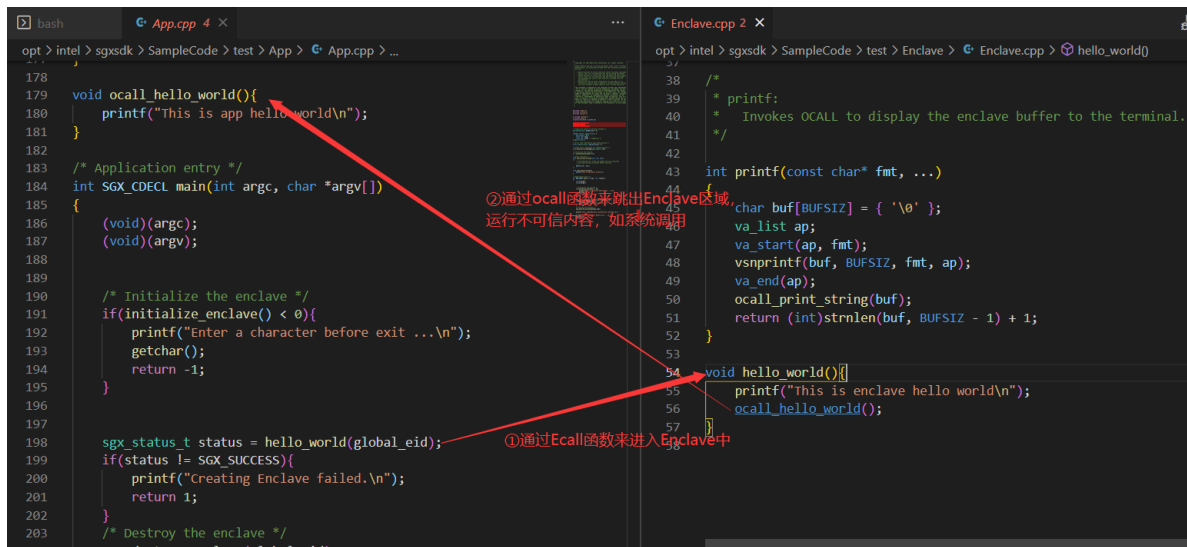 bash
App.cpp 4
opt > intel > sgxsdk > SampleCode > test > App > App.cpp > ...
178
179 void ocall_hello_world(){
180 printf("This is app hello world\n");
181 }
182
183 /* Application entry */
184 int SGX_CDECL main(int argc, char *argv[])
185 {
186 (void)(argc);
187 (void)(argv);
188
189
190 /* Initialize the enclave */
191 if(initialize_enclave() < 0){
192 printf("Enter a character before exit ...\n");
193 getchar();
194 return -1;
195 }
196
197
198 sgx_status_t status = hello_world(global_eid);
199 if(status != SGX_SUCCESS){
200 printf("Creating Enclave failed.\n");
201 return 1;
202 }
203 /* Destroy the enclave */
②通过ocall函数来跳出Enclave区域,
运行不可信内容，如系统调用
①通过Ecall函数来进入Enclave中
Enclave.cpp 2
opt > intel > sgxsdk > SampleCode > test > Enclave > Enclave.cpp > hello_world()
37
38 /*
39 * printf:
40 * Invokes OCALL to display the enclave buffer to the terminal.
41 */
42
43 int printf(const char* fmt, ...)
44 {
45 char buf[BUFSIZ] = { '\0' };
46 va_list ap;
47 va_start(ap, fmt);
48 vsnprintf(buf, BUFSIZ, fmt, ap);
49 va_end(ap);
50 ocall_print_string(buf);
51 return (int)strnlen(buf, BUFSIZ - 1) + 1;
52 }
53
54 void hello_world(){
55 printf("This is enclave hello world\n");
56 ocall_hello_world();
57 }
58